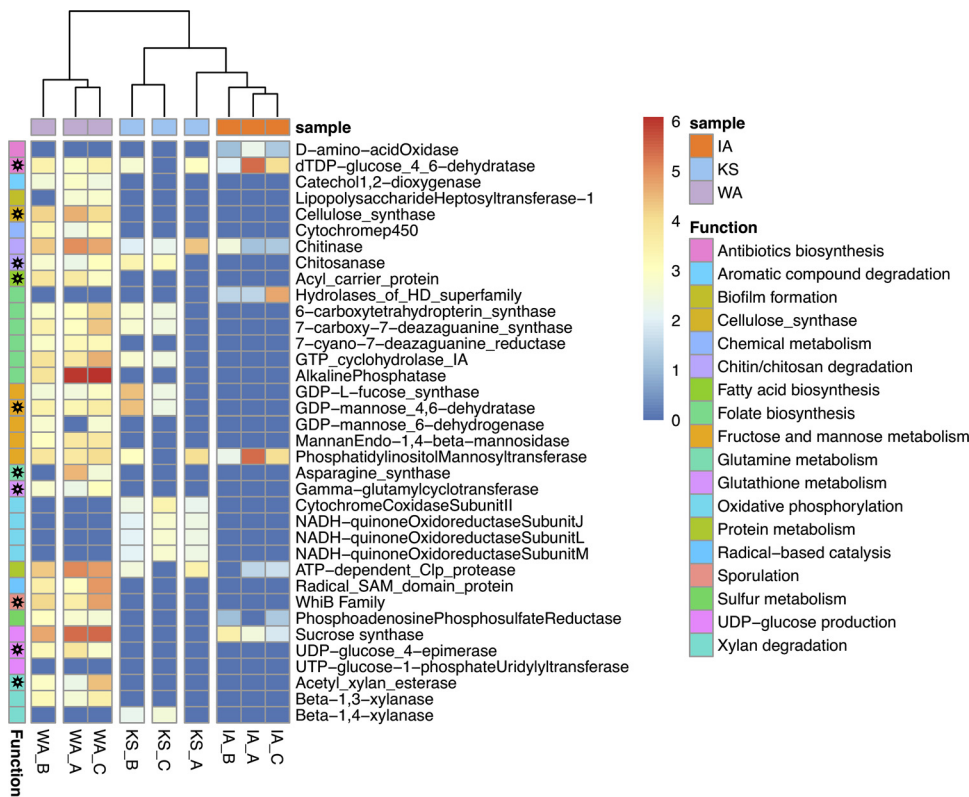 sample
D−amino−acidOxidase
dTDP−glucose_4_6−dehydratase
Catechol1,2−dioxygenase
LipopolysaccharideHeptosyltransferase−1
Cellulose_synthase
Cytochromep450
Chitinase
Chitosanase
Acyl_carrier_protein
Hydrolases_of_HD_superfamily
6−carboxytetrahydropterin_synthase
7−carboxy−7−deazaguanine_synthase
7−cyano−7−deazaguanine_reductase
GTP_cyclohydrolase_IA
AlkalinePhosphatase
GDP−L−fucose_synthase
GDP−mannose_4,6−dehydratase
GDP−mannose_6−dehydrogenase
MannanEndo−1,4−beta−mannosidase
PhosphatidylinositolMannosyltransferase
Asparagine_synthase
Gamma−glutamylcyclotransferase
CytochromeCoxidaseSubunitII
NADH−quinoneOxidoreductaseSubunitJ
NADH−quinoneOxidoreductaseSubunitL
NADH−quinoneOxidoreductaseSubunitM
ATP−dependent_Clp_protease
Radical_SAM_domain_protein
WhiB Family
PhosphoadenosinePhosphosulfateReductase
Sucrose synthase
UDP−glucose_4−epimerase
UTP−glucose−1−phosphateUridylyltransferase
Acetyl_xylan_esterase
Beta−1,3−xylanase
Beta−1,4−xylanase
Function
WA_B
WA_A
WA_C
KS_B
KS_C
KS_A
IA_B
IA_A
IA_C
6
5
4
3
2
1
0
sample
IA
KS
WA
Function
Antibiotics biosynthesis
Aromatic compound degradation
Biofilm formation
Cellulose_synthase
Chemical metabolism
Chitin/chitosan degradation
Fatty acid biosynthesis
Folate biosynthesis
Fructose and mannose metabolism
Glutamine metabolism
Glutathione metabolism
Oxidative phosphorylation
Protein metabolism
Radical−based catalysis
Sporulation
Sulfur metabolism
UDP−glucose production
Xylan degradation